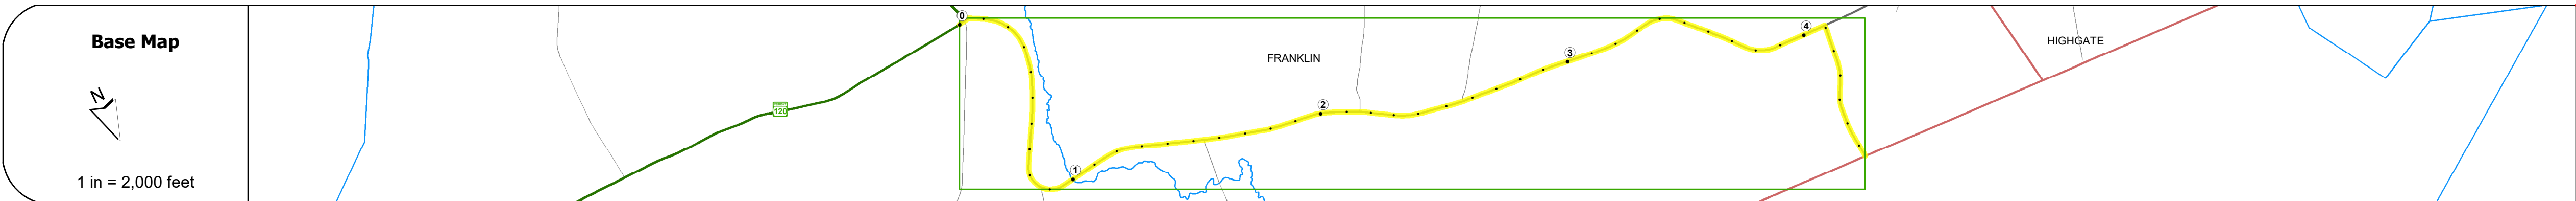 Base Map
N
1 in = 2,000 feet
120
0
1
FRANKLIN
2
3
4
HIGHGATE